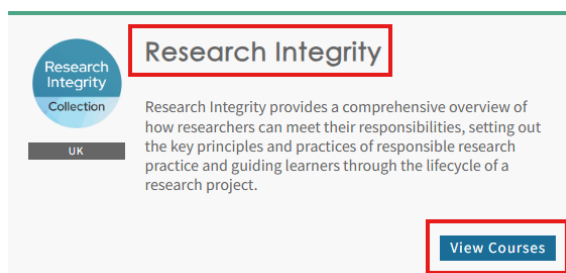 Research
Integrity
Collection
UK
Research Integrity
Research Integrity provides a comprehensive overview of
how researchers can meet their responsibilities, setting out
the key principles and practices of responsible research
practice and guiding learners through the lifecycle of a
research project.
View Courses